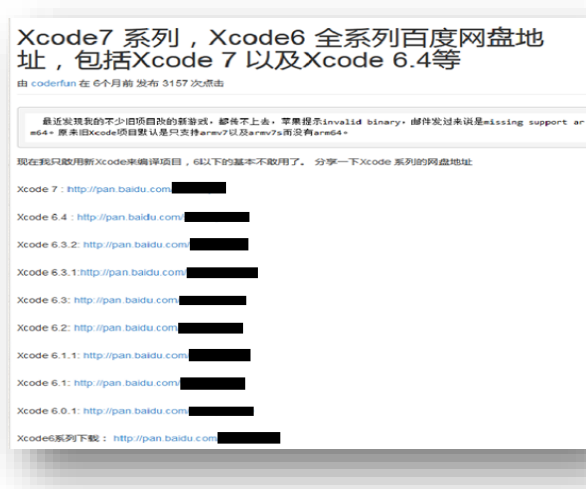 Xcode7 系列，Xcode6 全系列百度网盘地
址，包括Xcode 7 以及Xcode 6.4等
由 coderfun 在 6个月前 发布 3157 次点击
最近发现我的不少旧项目改的新游戏，都传不上去，苹果提示invalid binary，邮件发过来说是missing support ar
m64。原来旧Xcode项目默认是只支持armv7以及armv7s而没有arm64。
现在我只敢用新Xcode来编译项目，6以下的基本不敢用了。 分享一下Xcode 系列的网盘地址
Xcode 7 : http://pan.baidu.com/
Xcode 6.4 : http://pan.baidu.com/
Xcode 6.3.2: http://pan.baidu.com/
Xcode 6.3.1:http://pan.baidu.com/
Xcode 6.3: http://pan.baidu.com/
Xcode 6.2: http://pan.baidu.com/
Xcode 6.1.1: http://pan.baidu.com/
Xcode 6.1: http://pan.baidu.com/
Xcode 6.0.1: http://pan.baidu.com/
Xcode6系列下载： http://pan.baidu.com